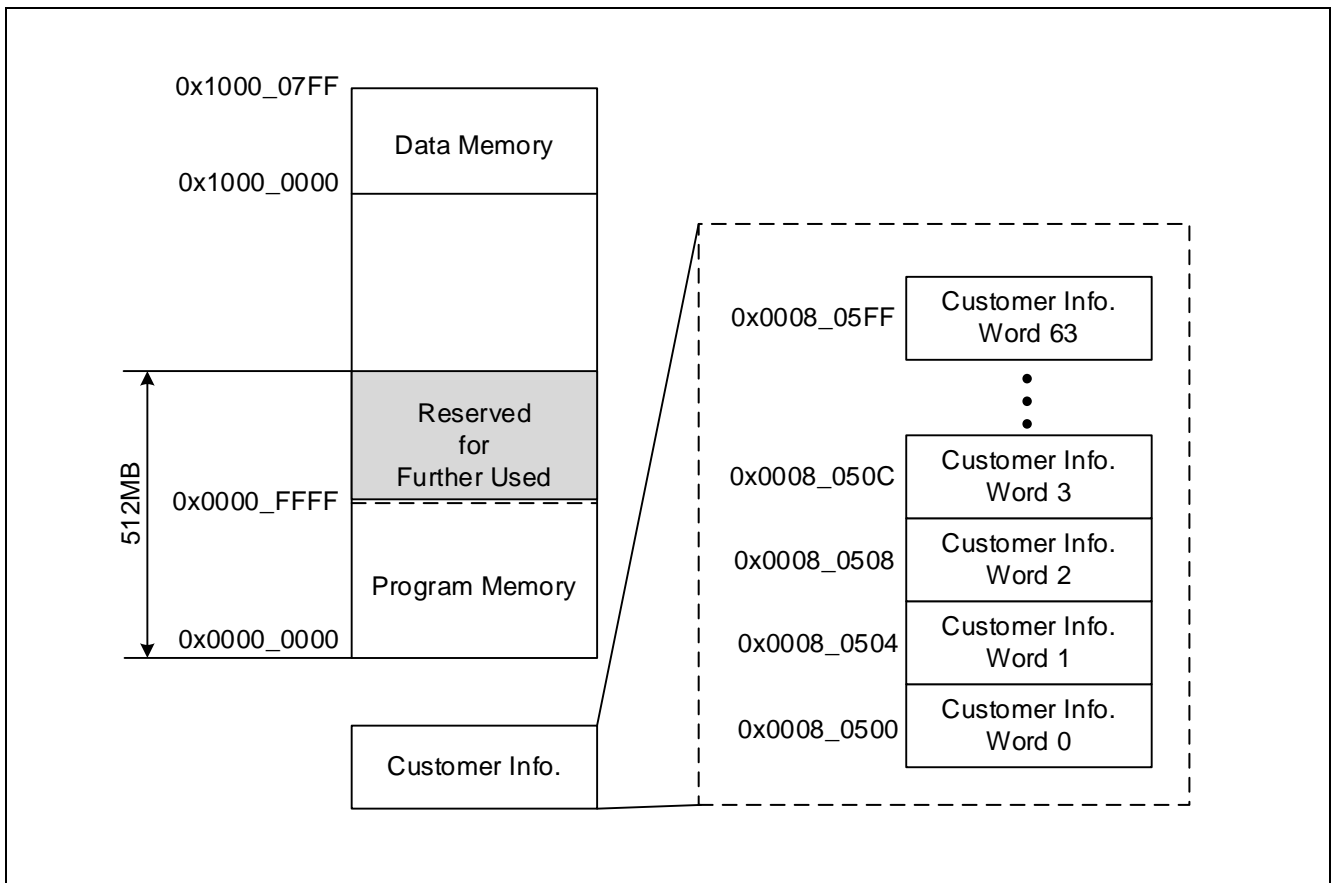 0x1000_07FF
Data Memory
0x1000_0000
Reserved
for
Further Used
512MB
0x0000_FFFF
Program Memory
0x0000_0000
Customer Info.
0x0008_05FF
Customer Info.
Word 63
0x0008_050C
Customer Info.
Word 3
0x0008_0508
Customer Info.
Word 2
0x0008_0504
Customer Info.
Word 1
0x0008_0500
Customer Info.
Word 0